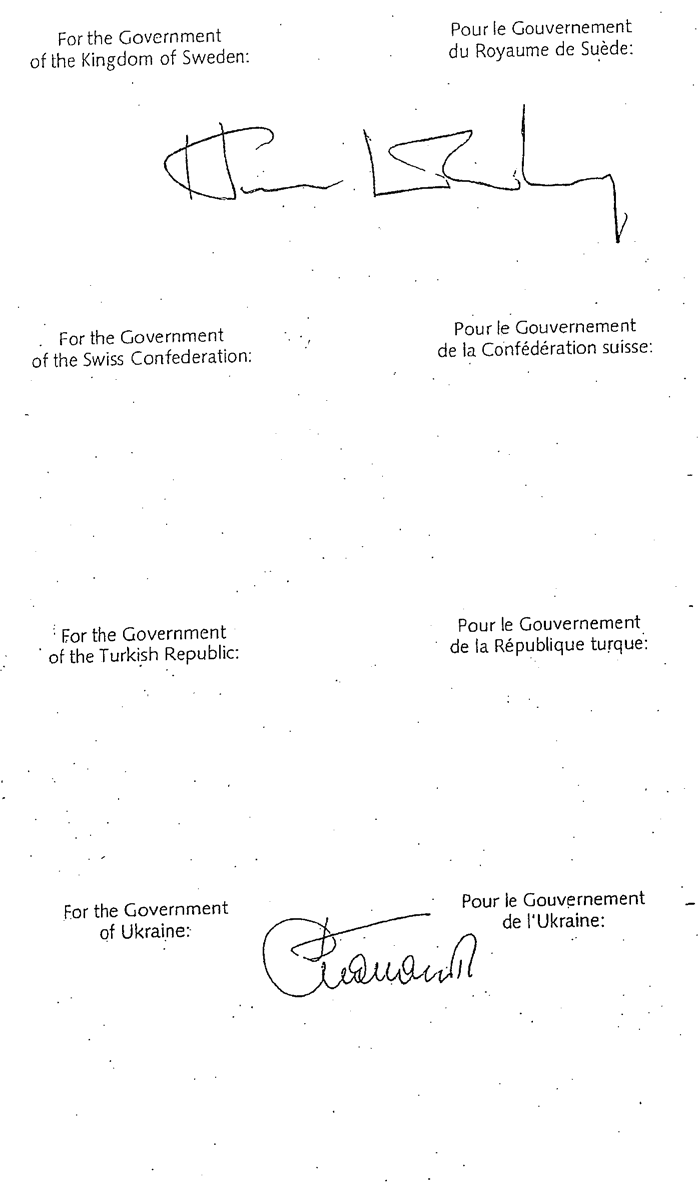 For the Government
of the Kingdom of Sweden:
Pour le Gouvernement
du Royaume de Suède:
For the Government
of the Swiss Confederation:
Pour le Gouvernement
de la Confédération suisse:
For the Government
of the Turkish Republic:
Pour le Gouvernement
de la République turque:
For the Government
of Ukraine:
Pour le Gouvernement
de l'Ukraine: